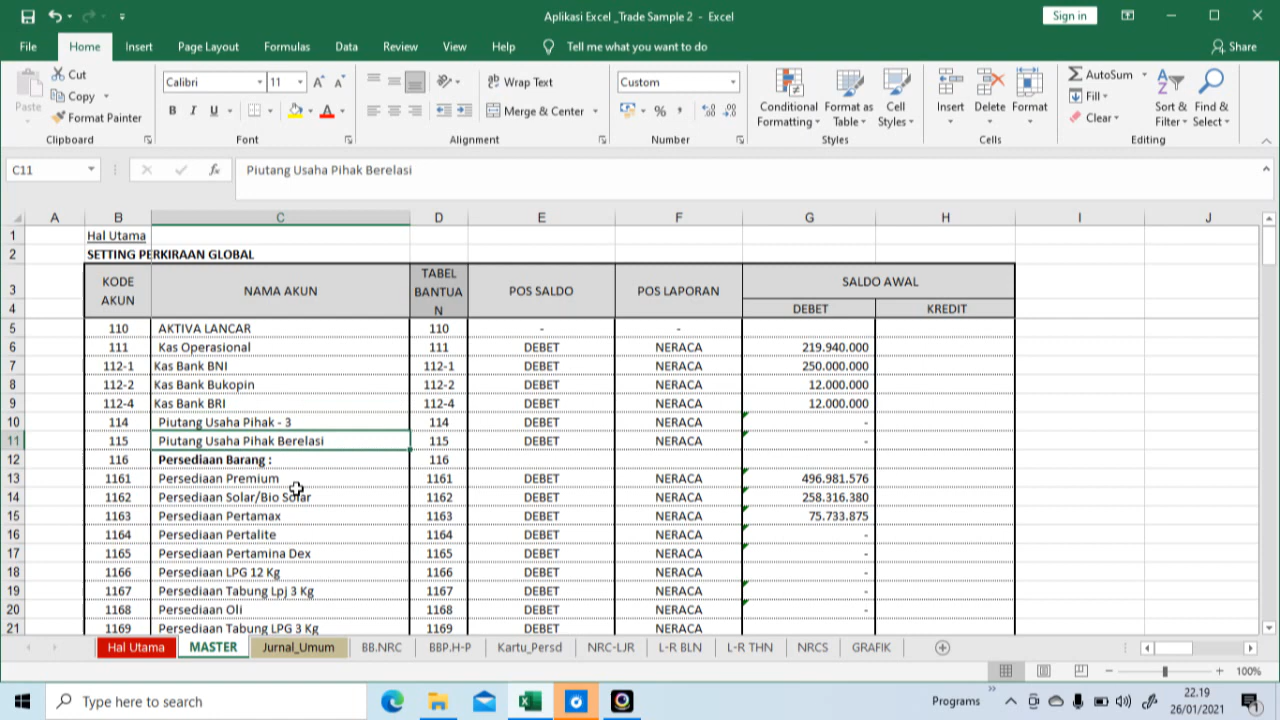 Aplikasi Excel _Trade Sample 2 - Excel
Sign in
File Home Insert Page Layout Formulas Data Review View Help Tell me what you want to do Share
Paste Cut Copy Format Painter
Calibri 11
B I U
Wrap Text
Merge & Center
Custom
Conditional Formatting Format as Table Cell Styles
Insert Delete Format
AutoSum Fill Clear
Sort & Filter Find & Select
Clipboard Font Alignment Number Styles Cells Editing
C11 fx Piutang Usaha Pihak Berelasi
A B C D E F G H I J
1 Hal Utama
2 SETTING PERKIRAAN GLOBAL
3 KODE AKUN NAMA AKUN TABEL BANTUA N POS SALDO POS LAPORAN SALDO AWAL
4 DEBET KREDIT
5 110 AKTIVA LANCAR 110 - -
6 111 Kas Operasional 111 DEBET NERACA 219.940.000
7 112-1 Kas Bank BNI 112-1 DEBET NERACA 250.000.000
8 112-2 Kas Bank Bukopin 112-2 DEBET NERACA 12.000.000
9 112-4 Kas Bank BRI 112-4 DEBET NERACA 12.000.000
10 114 Piutang Usaha Pihak - 3 114 DEBET NERACA -
11 115 Piutang Usaha Pihak Berelasi 115 DEBET NERACA -
12 116 Persediaan Barang : 116
13 1161 Persediaan Premium 1161 DEBET NERACA 496.981.576
14 1162 Persediaan Solar/Bio Solar 1162 DEBET NERACA 258.316.380
15 1163 Persediaan Pertamax 1163 DEBET NERACA 75.733.875
16 1164 Persediaan Pertalite 1164 DEBET NERACA -
17 1165 Persediaan Pertamina Dex 1165 DEBET NERACA -
18 1166 Persediaan LPG 12 Kg 1166 DEBET NERACA -
19 1167 Persediaan Tabung Lpj 3 Kg 1167 DEBET NERACA -
20 1168 Persediaan Oli 1168 DEBET NERACA -
21 1169 Persediaan Tabung LPG 3 Kg 1169 DEBET NERACA
Hal Utama MASTER Jurnal_Umum BB.NRC BBP.H-P Kartu_Persd NRC-LJR L-R BLN L-R THN NRCS GRAFIK
100%
Type here to search
Programs
22.19
26/01/2021
1